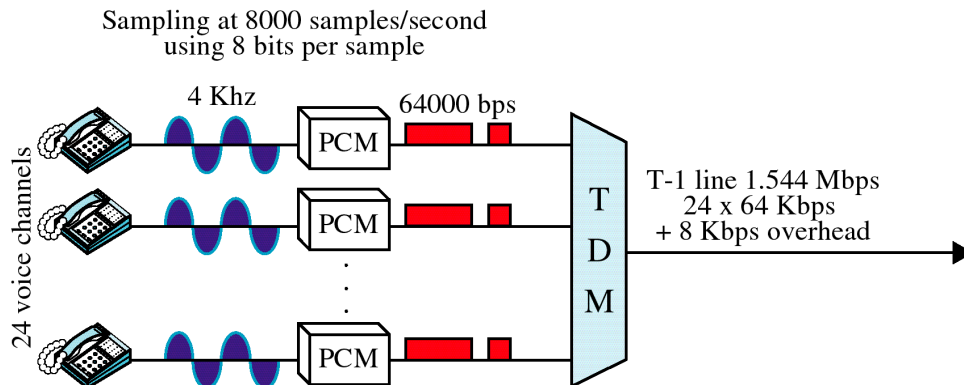 Sampling at 8000 samples/second
using 8 bits per sample
4 Khz
64000 bps
24 voice channels
PCM
PCM
PCM
T
D
M
T-1 line 1.544 Mbps
24 x 64 Kbps
+ 8 Kbps overhead